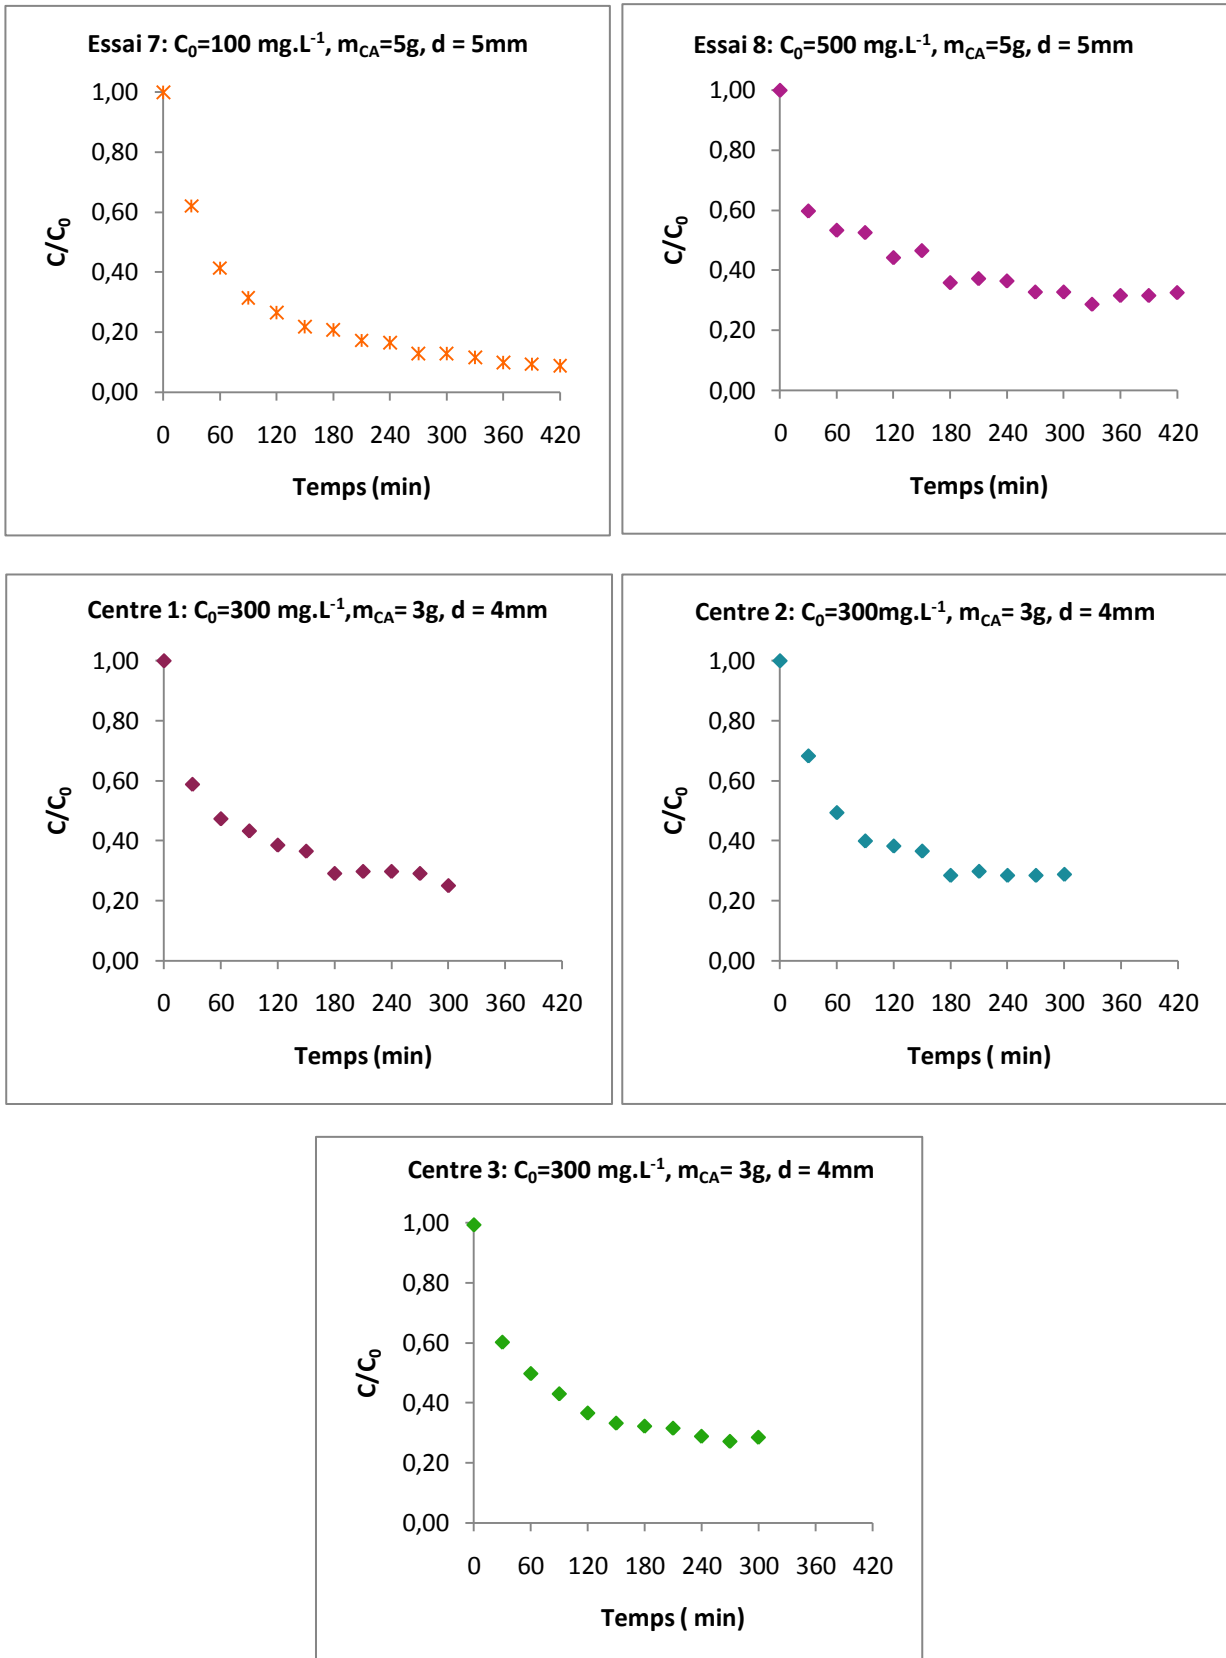 Essai 7: C₀=100 mg.L⁻¹, m_CA=5g, d = 5mm
1,00
0,80
0,60
0,40
0,20
0,00
C/C₀
0 60 120 180 240 300 360 420
Temps (min)
Essai 8: C₀=500 mg.L⁻¹, m_CA=5g, d = 5mm
1,00
0,80
0,60
0,40
0,20
0,00
C/C₀
0 60 120 180 240 300 360 420
Temps (min)
Centre 1: C₀=300 mg.L⁻¹,m_CA= 3g, d = 4mm
1,00
0,80
0,60
0,40
0,20
0,00
C/C₀
0 60 120 180 240 300 360 420
Temps (min)
Centre 2: C₀=300mg.L⁻¹, m_CA= 3g, d = 4mm
1,00
0,80
0,60
0,40
0,20
0,00
C/C₀
0 60 120 180 240 300 360 420
Temps ( min)
Centre 3: C₀=300 mg.L⁻¹, m_CA= 3g, d = 4mm
1,00
0,80
0,60
0,40
0,20
0,00
C/C₀
0 60 120 180 240 300 360 420
Temps ( min)